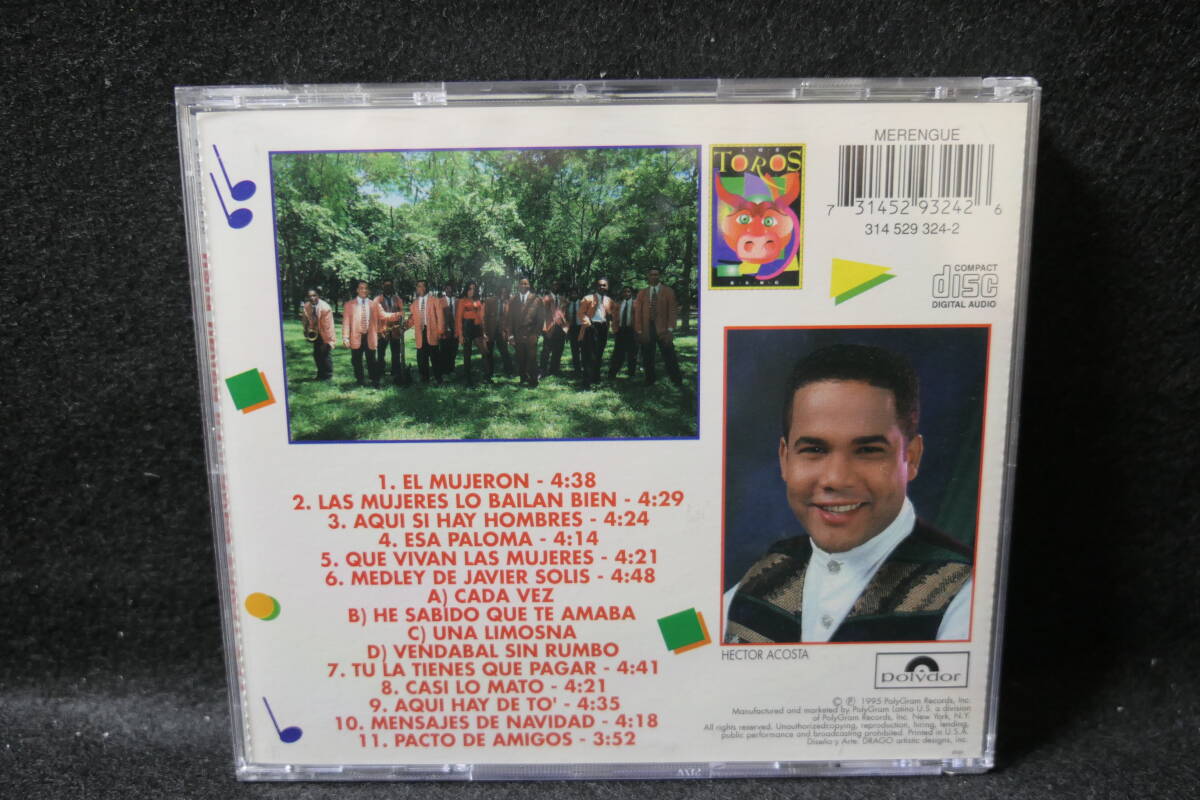 MERENGUE
LOS
TOROS
BAND
7 31452 93242 6
314 529 324-2
COMPACT
disc
DIGITAL AUDIO
1. EL MUJERON - 4:38
2. LAS MUJERES LO BAILAN BIEN - 4:29
3. AQUI SI HAY HOMBRES - 4:24
4. ESA PALOMA - 4:14
5. QUE VIVAN LAS MUJERES - 4:21
6. MEDLEY DE JAVIER SOLIS - 4:48
A) CADA VEZ
B) HE SABIDO QUE TE AMABA
C) UNA LIMOSNA
D) VENDABAL SIN RUMBO
7. TU LA TIENES QUE PAGAR - 4:41
8. CASI LO MATO - 4:21
9. AQUI HAY DE TO' - 4:35
10. MENSAJES DE NAVIDAD - 4:18
11. PACTO DE AMIGOS - 3:52
HECTOR ACOSTA
polydor
© ℗ 1995 PolyGram Records, Inc.
Manufactured and marketed by PolyGram Latino U.S. a division
of PolyGram Records, Inc. New York, N.Y.
All rights reserved. Unauthorizedcopying, reproduction, hiring, lending,
public performance and broadcasting prohibited. Printed in U.S.A.
Diseño y Arte: DRAGO artistic designs, inc.